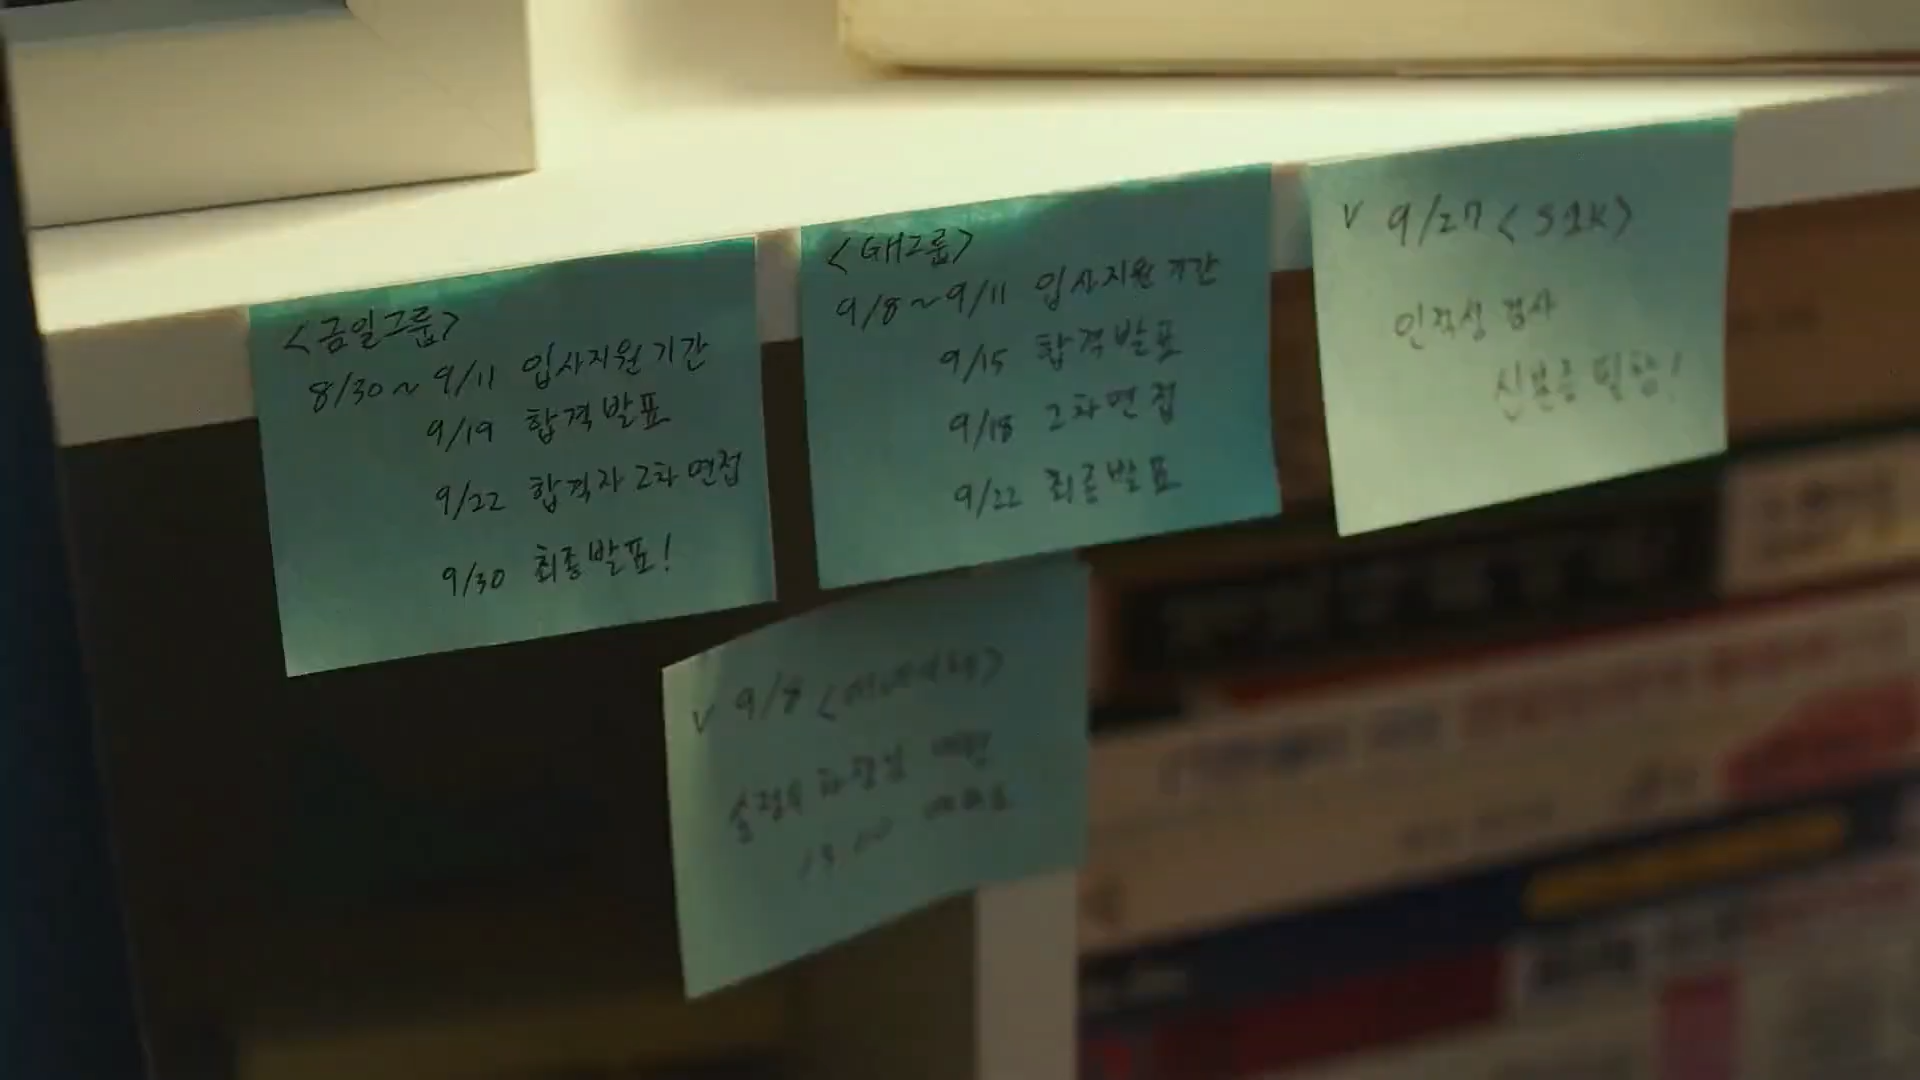 <금일그룹>
8/30~9/11 입사지원 기간
9/19 합격발표
9/22 합격자 2차 면접
9/30 최종발표!
<GH그룹>
9/8~9/11 입사지원 기간
9/15 합격발표
9/18 2차면접
9/22 최종발표
V 9/27 <S1K>
인적성 검사
신분증 필참!
V 9/8